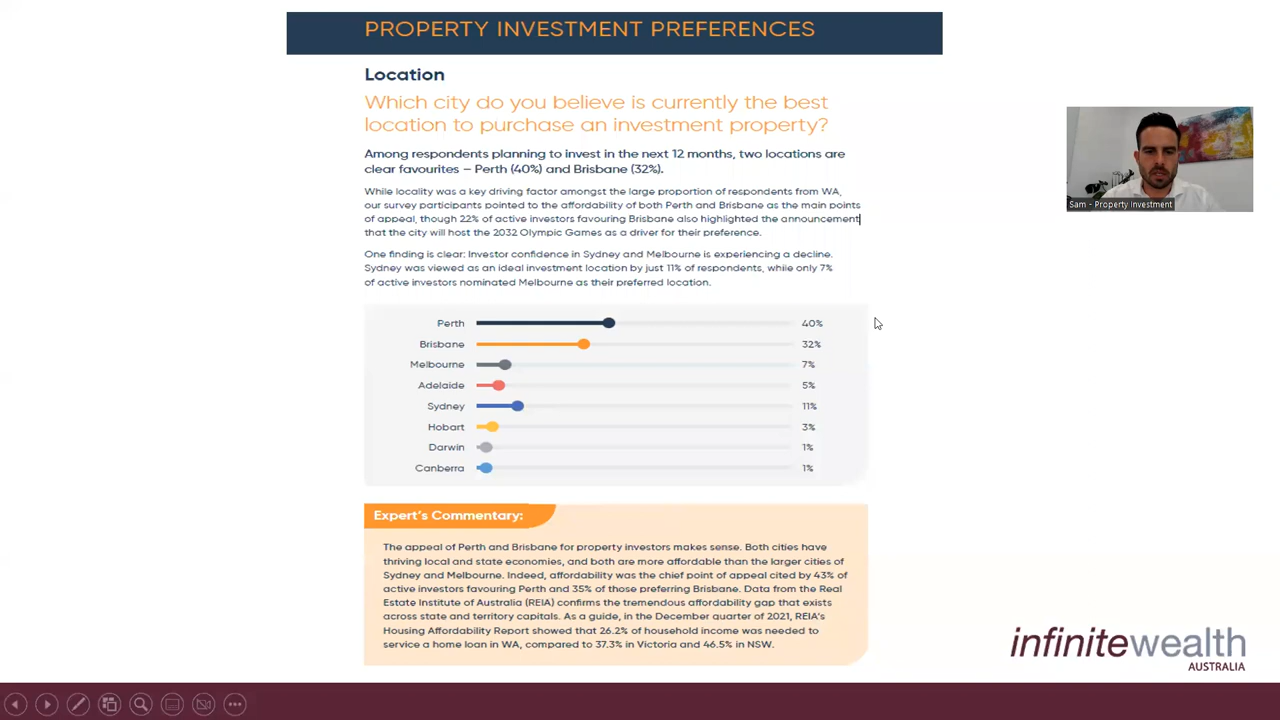 PROPERTY INVESTMENT PREFERENCES
Location
Which city do you believe is currently the best
location to purchase an investment property?
Among respondents planning to invest in the next 12 months, two locations are
clear favourites – Perth (40%) and Brisbane (32%).
While locality was a key driving factor amongst the large proportion of respondents from WA,
our survey participants pointed to the affordability of both Perth and Brisbane as the main points
of appeal, though 22% of active investors favouring Brisbane also highlighted the announcement
that the city will host the 2032 Olympic Games as a driver for their preference.
One finding is clear: Investor confidence in Sydney and Melbourne is experiencing a decline.
Sydney was viewed as an ideal investment location by just 11% of respondents, while only 7%
of active investors nominated Melbourne as their preferred location.
Perth 40%
Brisbane 32%
Melbourne 7%
Adelaide 5%
Sydney 11%
Hobart 3%
Darwin 1%
Canberra 1%
Expert's Commentary:
The appeal of Perth and Brisbane for property investors makes sense. Both cities have
thriving local and state economies, and both are more affordable than the larger cities of
Sydney and Melbourne. Indeed, affordability was the chief point of appeal cited by 43% of
active investors favouring Perth and 35% of those preferring Brisbane. Data from the Real
Estate Institute of Australia (REIA) confirms the tremendous affordability gap that exists
across state and territory capitals. As a guide, in the December quarter of 2021, REIA's
Housing Affordability Report showed that 26.2% of household income was needed to
service a home loan in WA, compared to 37.3% in Victoria and 46.5% in NSW.
Sam - Property Investment
infinitewealth
AUSTRALIA